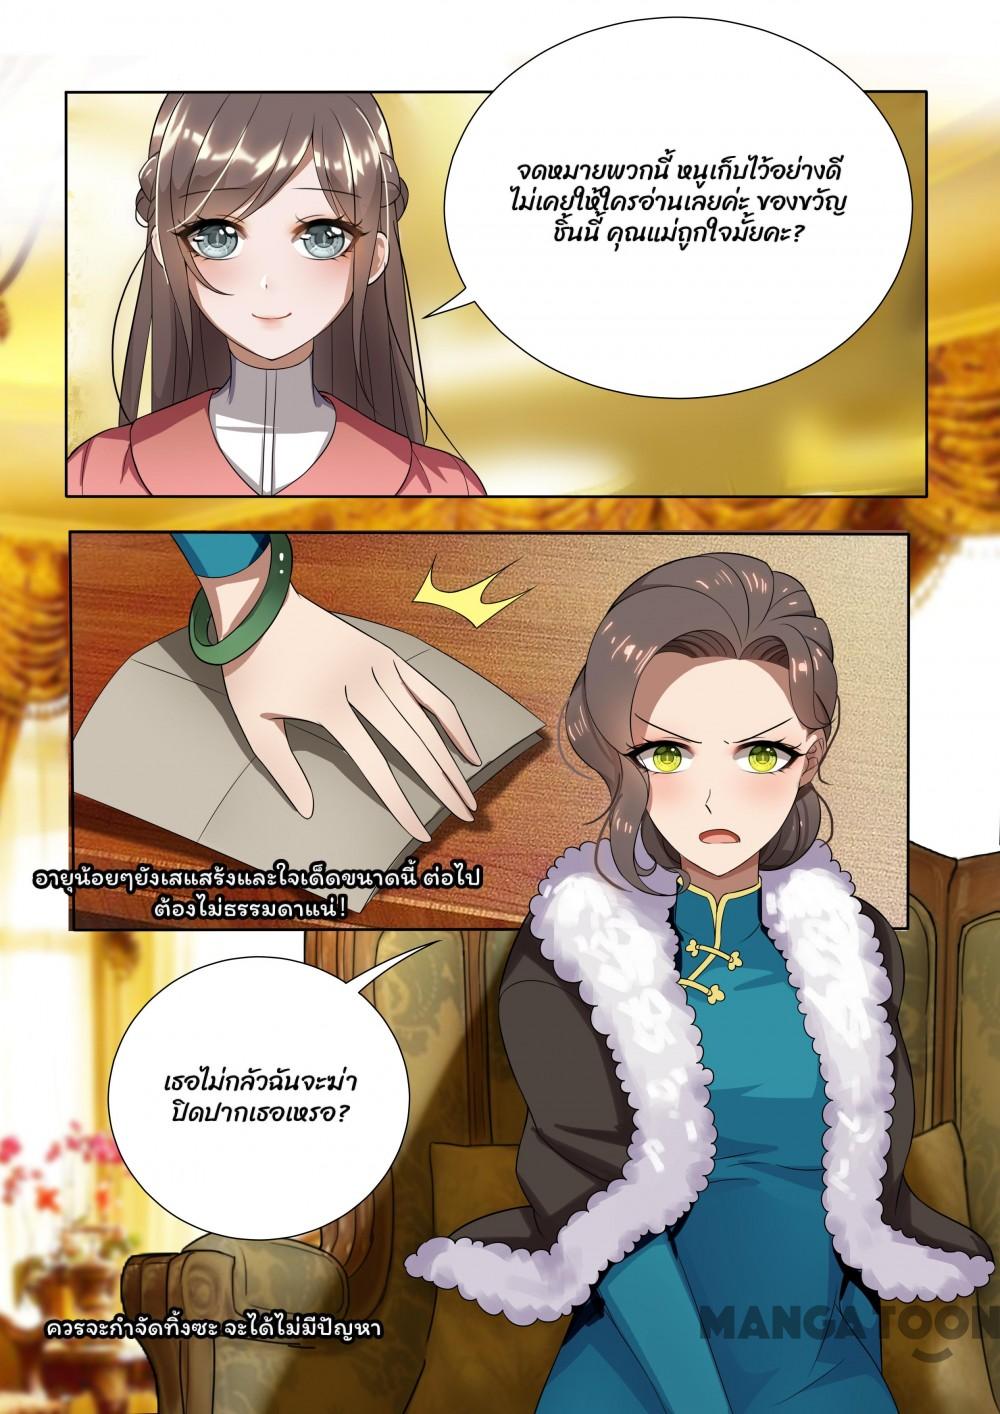 จดหมายพวกนี้ หนูเก็บไว้อย่างดี
ไม่เคยให้ใครอ่านเลยค่ะ ของขวัญ
ชิ้นนี้ คุณแม่ถูกใจมั้ยคะ?
อายุน้อยๆยังเสแสร้งและใจเด็ดขนาดนี้ ต่อไป
ต้องไม่ธรรมดาแน่!
เธอไม่กลัวฉันจะฆ่า
ปิดปากเธอเหรอ?
ควรจะกำจัดทิ้งซะ จะได้ไม่มีปัญหา
MANGATOON